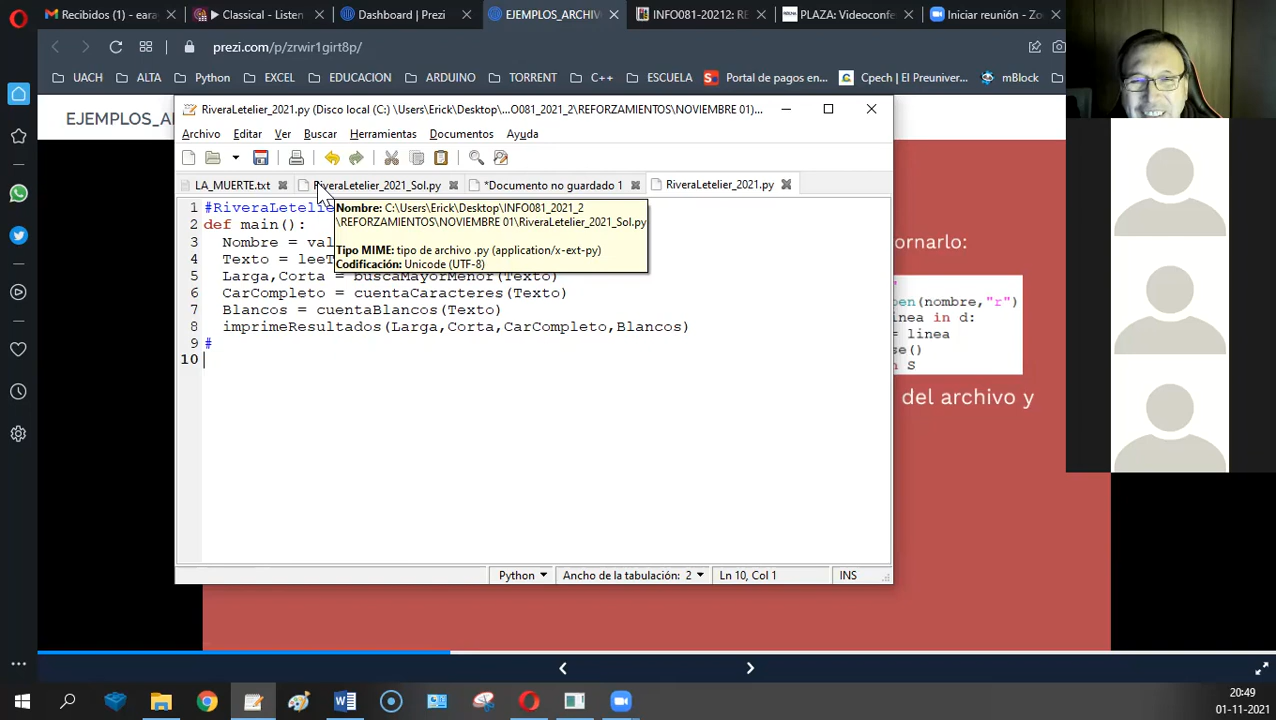 Recibidos (1) - eara
Classical - Listen
Dashboard | Prezi
EJEMPLOS_ARCHIV
INFO081-20212: RE
PLAZA: Videoconfe
Iniciar reunión - Zo
prezi.com/p/zrwir1girt8p/
UACH
ALTA
Python
EXCEL
EDUCACION
ARDUINO
TORRENT
C++
ESCUELA
Portal de pagos en...
Cpech | El Preuniver...
mBlock
EJEMPLOS_AR
RiveraLetelier_2021.py (Disco local (C:) \Users\Erick\Desktop\...O081_2021_2\REFORZAMIENTOS\NOVIEMBRE 01)...
Archivo Editar Ver Buscar Herramientas Documentos Ayuda
LA_MUERTE.txt
RiveraLetelier_2021_Sol.py
*Documento no guardado 1
RiveraLetelier_2021.py
1 #RiveraLetelie
2 def main():
3 Nombre = val
4 Texto = leeT
5 Larga,Corta = buscaMayorMenor(Texto)
6 CarCompleto = cuentaCaracteres(Texto)
7 Blancos = cuentaBlancos(Texto)
8 imprimeResultados(Larga,Corta,CarCompleto,Blancos)
9 #
10
Nombre: C:\Users\Erick\Desktop\INFO081_2021_2
\REFORZAMIENTOS\NOVIEMBRE 01\RiveraLetelier_2021_Sol.py
Tipo MIME: tipo de archivo .py (application/x-ext-py)
Codificación: Unicode (UTF-8)
ornarlo:
"
pen(nombre,"r")
inea in d:
= linea
se()
n S
del archivo y
Python Ancho de la tabulación: 2 Ln 10, Col 1 INS
20:49
01-11-2021